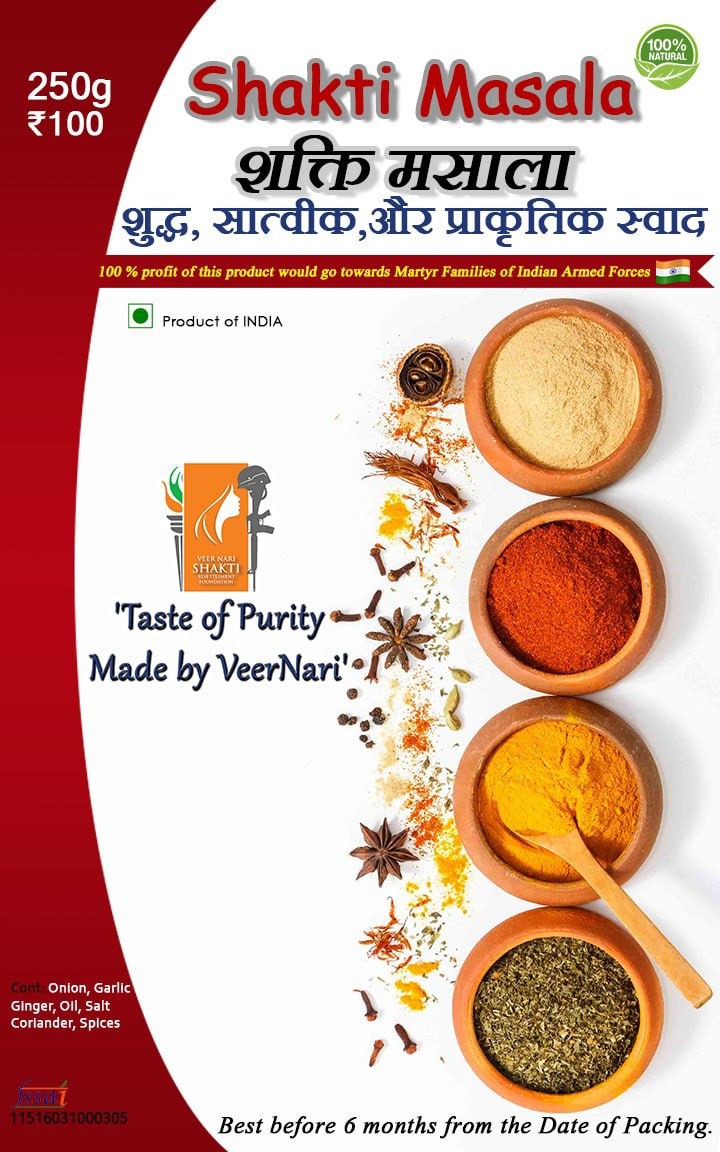 250g
₹100
Shakti Masala
100%
NATURAL
शक्ति मसाला
शुद्ध, सात्वीक,और प्राकृतिक स्वाद
100 % profit of this product would go towards Martyr Families of Indian Armed Forces
Product of INDIA
VEER NARI
SHAKTI
RESETTLEMENT
FOUNDATION
'Taste of Purity
Made by VeerNari'
Cont: Onion, Garlic
Ginger, Oil, Salt
Coriander, Spices
fssai
11516031000305
Best before 6 months from the Date of Packing.